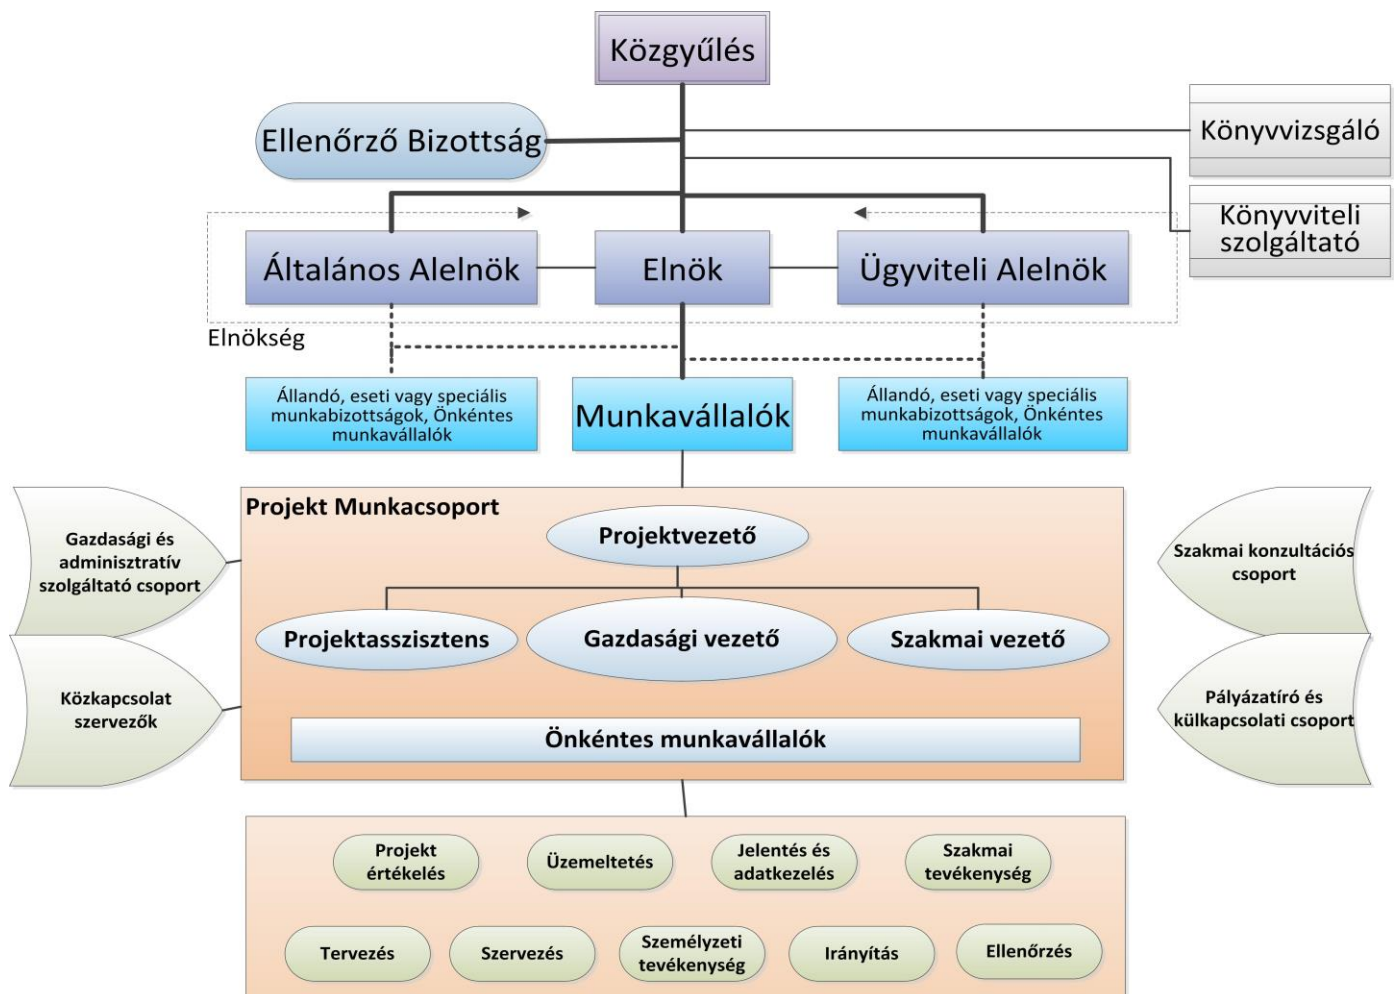 Közgyűlés
Ellenőrző Bizottság
Könyvvizsgáló
Könyvviteli
szolgáltató
Általános Alelnök
Elnök
Ügyviteli Alelnök
Elnökség
Állandó, eseti vagy speciális
munkabizottságok, Önkéntes
munkavállalók
Munkavállalók
Állandó, eseti vagy speciális
munkabizottságok, Önkéntes
munkavállalók
Projekt Munkacsoport
Projektvezető
Gazdasági és
adminisztratív
szolgáltató csoport
Szakmai konzultációs
csoport
Projektasszisztens
Gazdasági vezető
Szakmai vezető
Közkapcsolat
szervezők
Pályázatíró és
külkapcsolati csoport
Önkéntes munkavállalók
Projekt
értékelés
Üzemeltetés
Jelentés és
adatkezelés
Szakmai
tevékenység
Tervezés
Szervezés
Személyzeti
tevékenység
Irányítás
Ellenőrzés